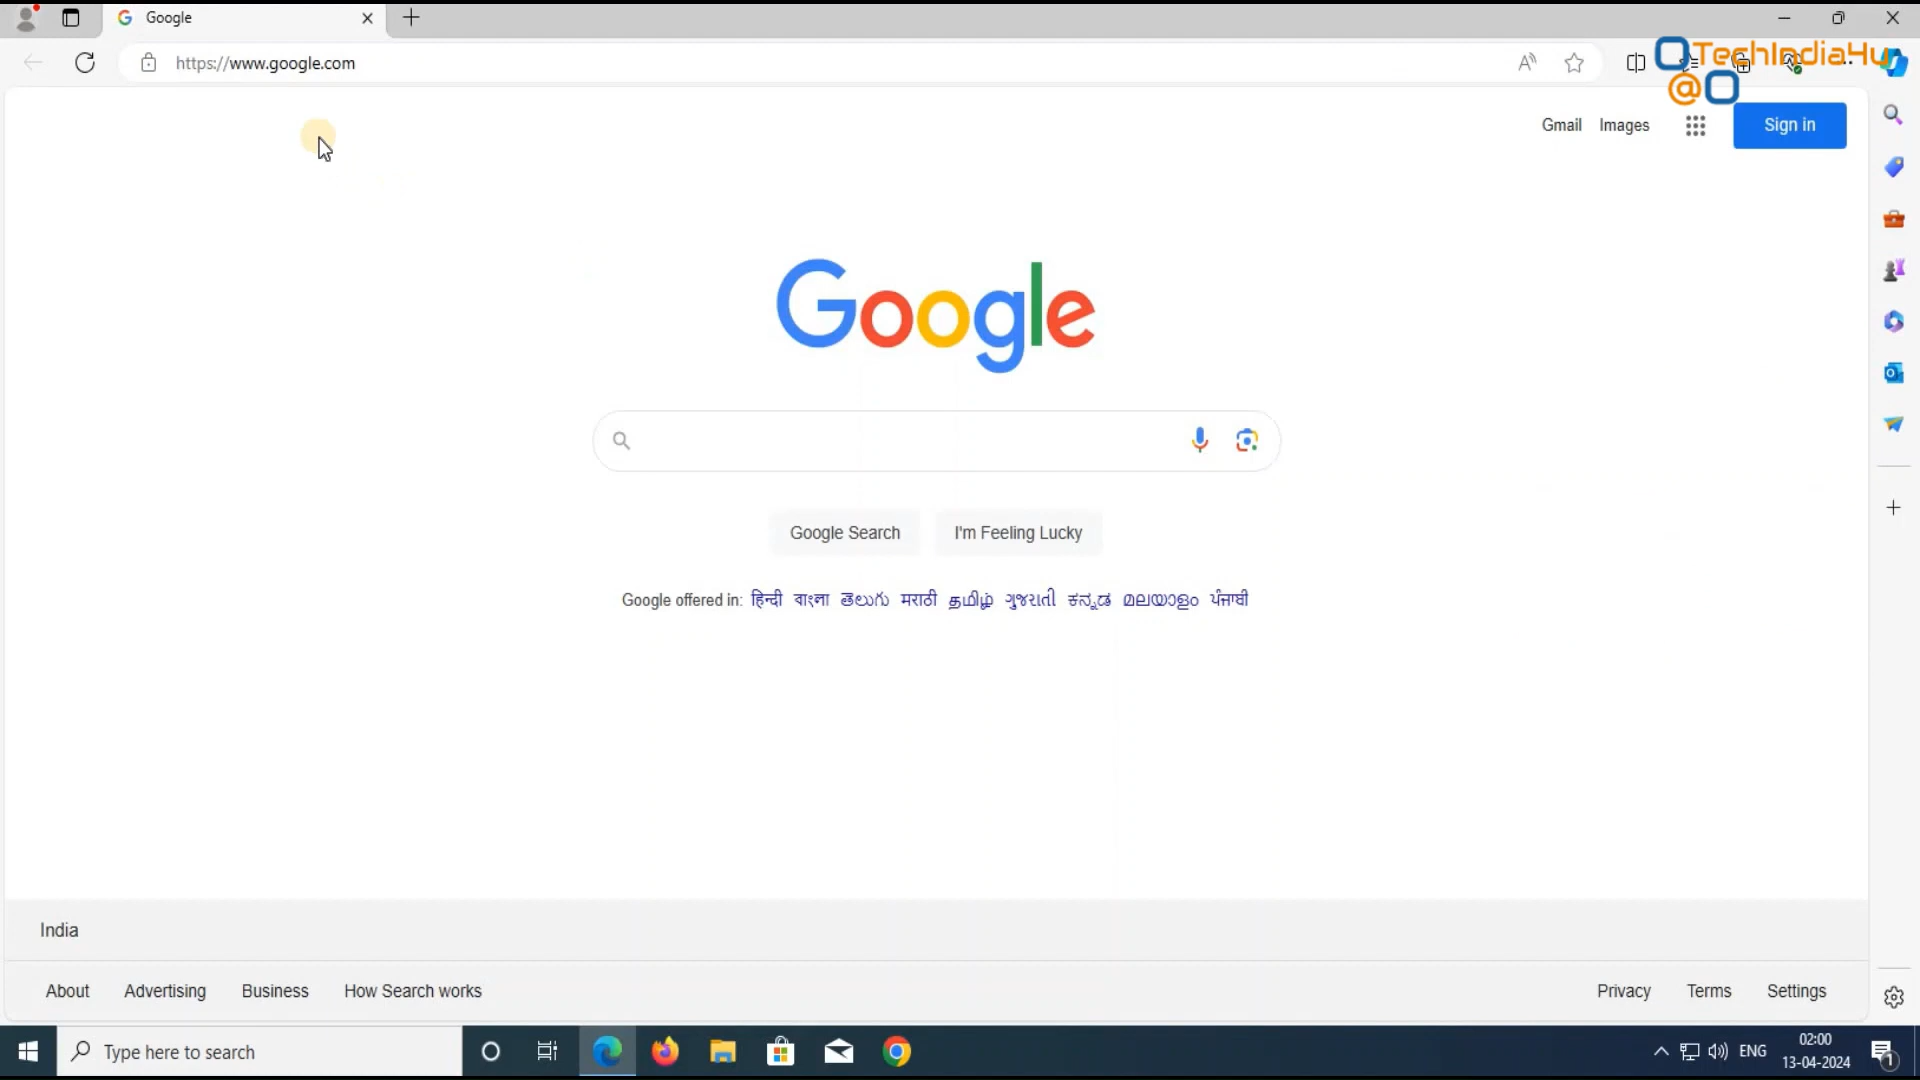 Google
https://www.google.com
TechIndia4u
@
Gmail Images Sign in
Google
Google Search I'm Feeling Lucky
Google offered in: हिन्दी বাংলা తెలుగు मराठी தமிழ் ગુજરાતી ಕನ್ನಡ മലയാളം ਪੰਜਾਬੀ
India
About Advertising Business How Search works Privacy Terms Settings
Type here to search ENG 02:00
13-04-2024 1